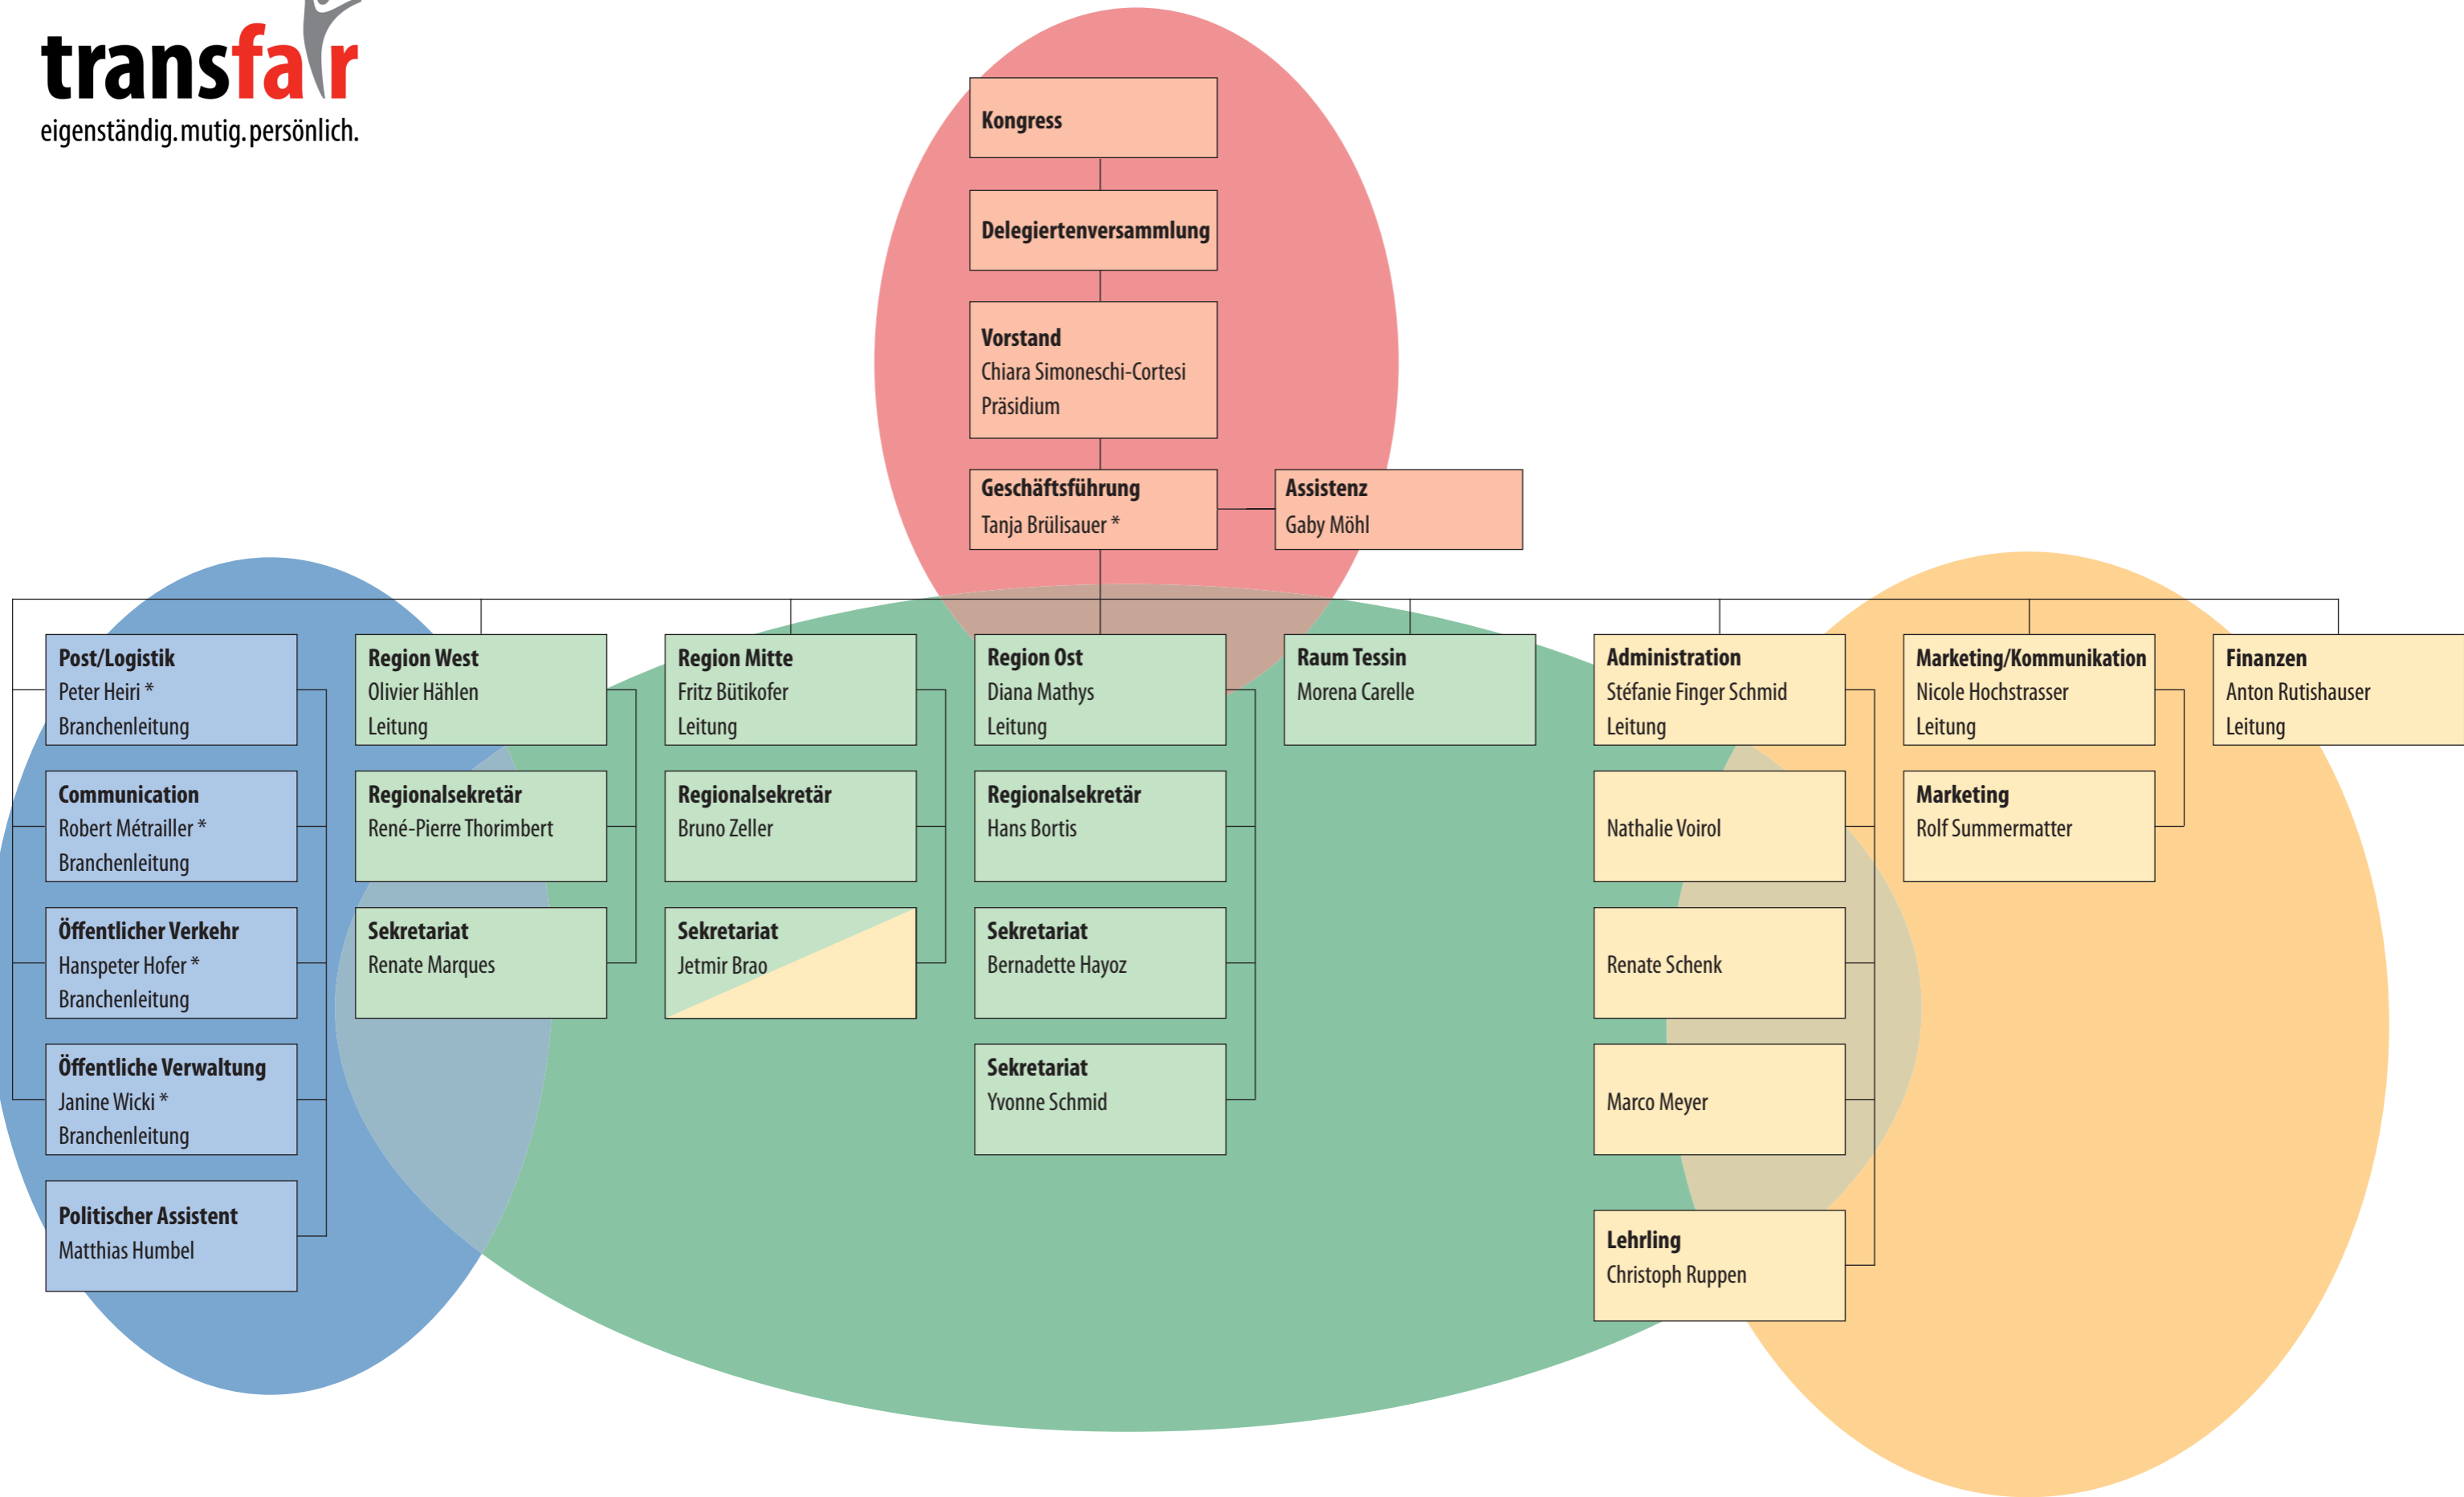 transfair
eigenständig.mutig.persönlich.
Kongress
Delegiertenversammlung
Vorstand
Chiara Simoneschi-Cortesi
Präsidium
Geschäftsführung
Tanja Brülisauer *
Assistenz
Gaby Möhl
Post/Logistik
Peter Heiri *
Branchenleitung
Communication
Robert Métrailler *
Branchenleitung
Öffentlicher Verkehr
Hanspeter Hofer *
Branchenleitung
Öffentliche Verwaltung
Janine Wicki *
Branchenleitung
Politischer Assistent
Matthias Humbel
Region West
Olivier Hählen
Leitung
Regionalsekretär
René-Pierre Thorimbert
Sekretariat
Renate Marques
Region Mitte
Fritz Bütikofer
Leitung
Regionalsekretär
Bruno Zeller
Sekretariat
Jetmir Brao
Region Ost
Diana Mathys
Leitung
Regionalsekretär
Hans Bortis
Sekretariat
Bernadette Hayoz
Sekretariat
Yvonne Schmid
Raum Tessin
Morena Carelle
Administration
Stéfanie Finger Schmid
Leitung
Nathalie Voirol
Renate Schenk
Marco Meyer
Lehrling
Christoph Ruppen
Marketing/Kommunikation
Nicole Hochstrasser
Leitung
Marketing
Rolf Summermatter
Finanzen
Anton Rutishauser
Leitung